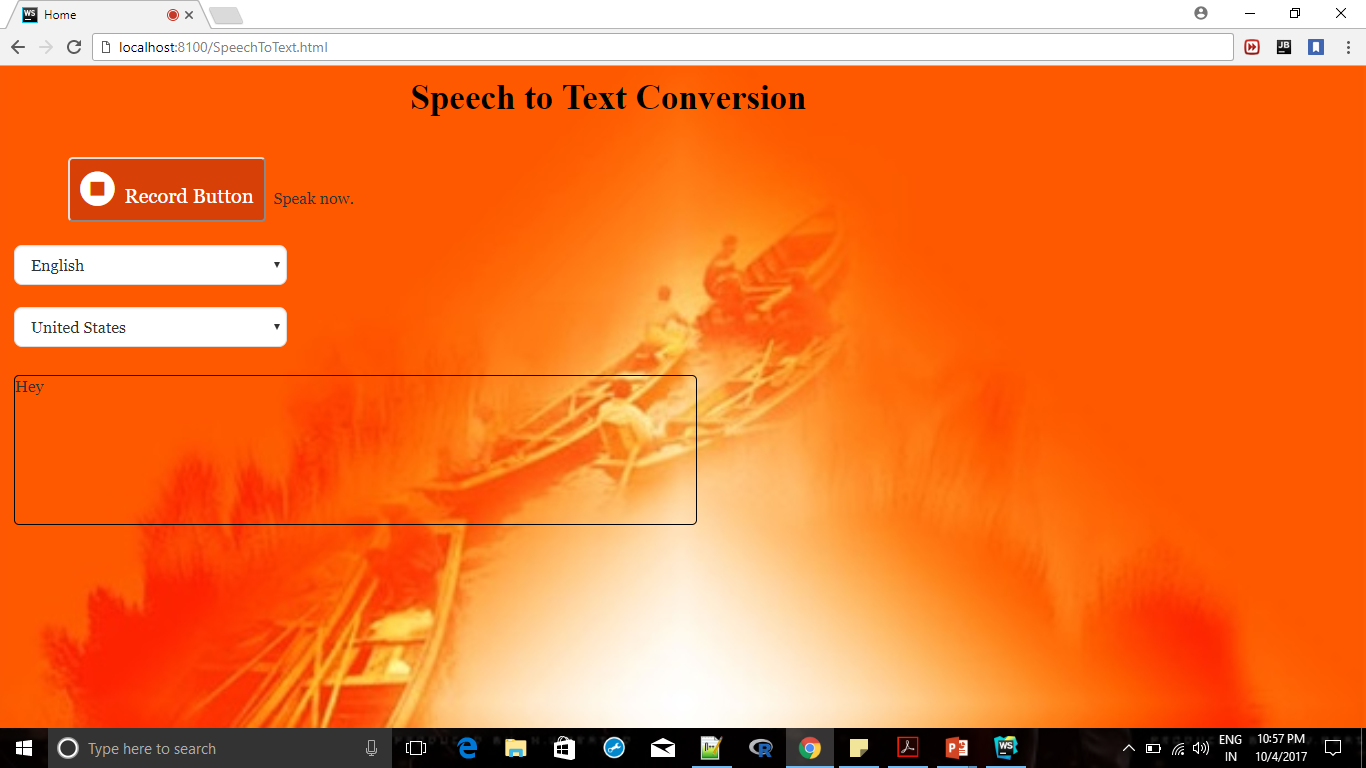 WS Home
localhost:8100/SpeechToText.html
JB
Speech to Text Conversion
Record Button Speak now.
English
United States
Hey
Type here to search
ENG 10:57 PM
IN 10/4/2017